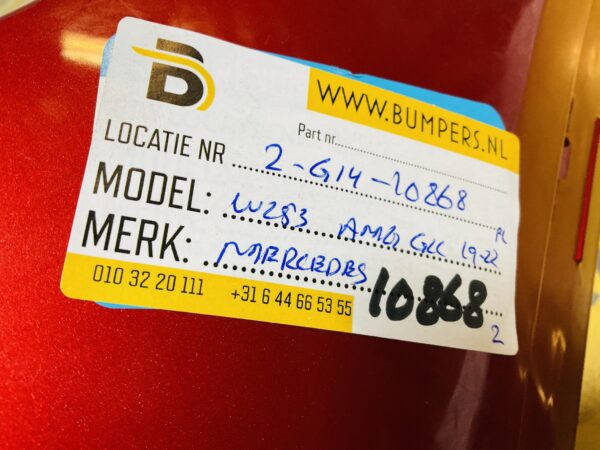 B
WWW.BUMPERS.NL
Part nr.
LOCATIE NR 2-G14-10868
MODEL: W253 AMG GLC 19-22 PL
MERK: MERCEDES 10868
010 32 20 111 +31 6 44 66 53 55
2